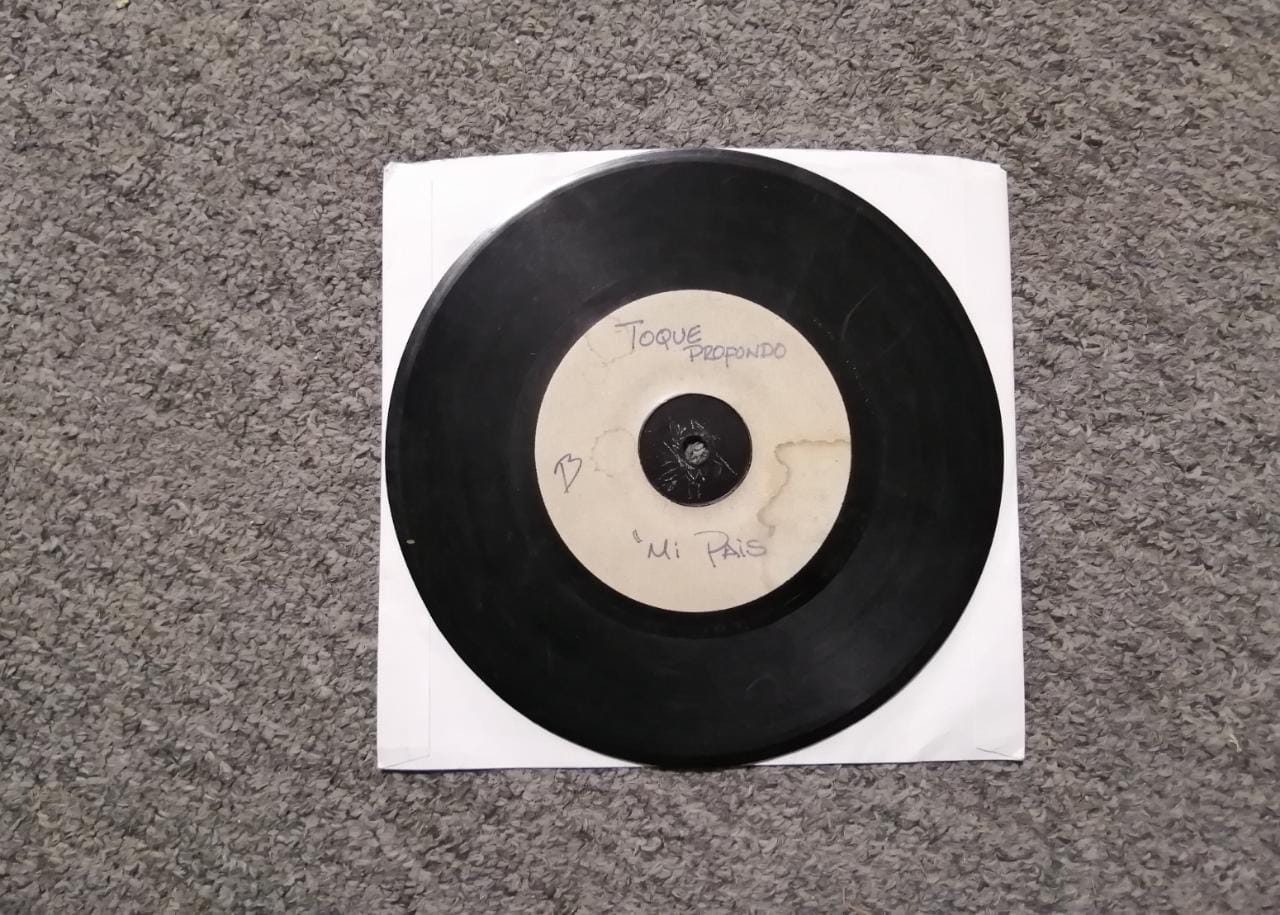 TOQUE
PROFONDO
B
"Mi PAiS"